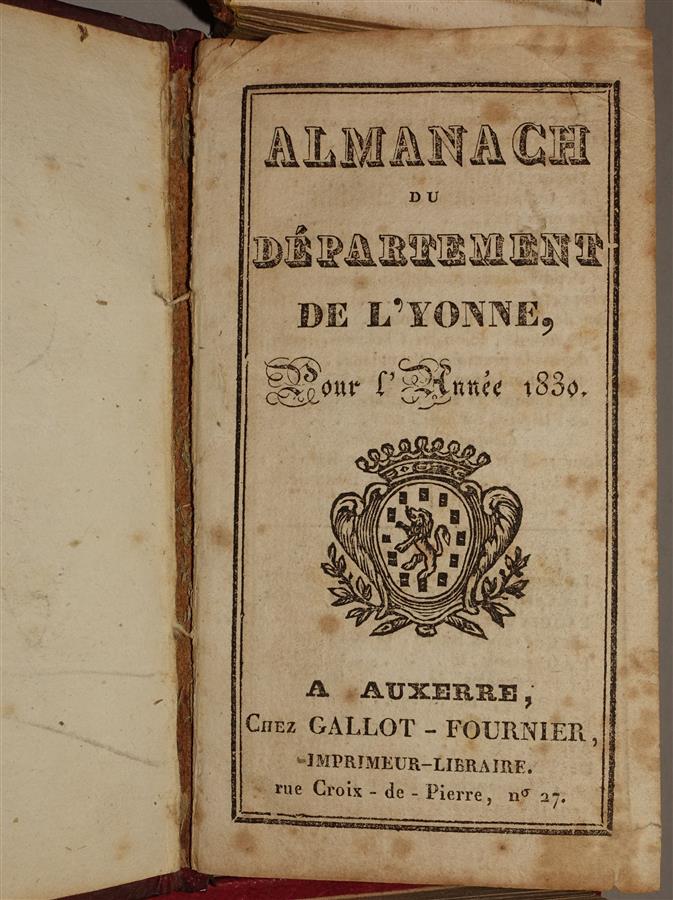 ALMANACH
DU
DÉPARTEMENT
DE L'YONNE,
Pour l'Année 1830.
A AUXERRE,
CHEZ GALLOT-FOURNIER,
IMPRIMEUR-LIBRAIRE.
rue Croix-de-Pierre, nº 27.